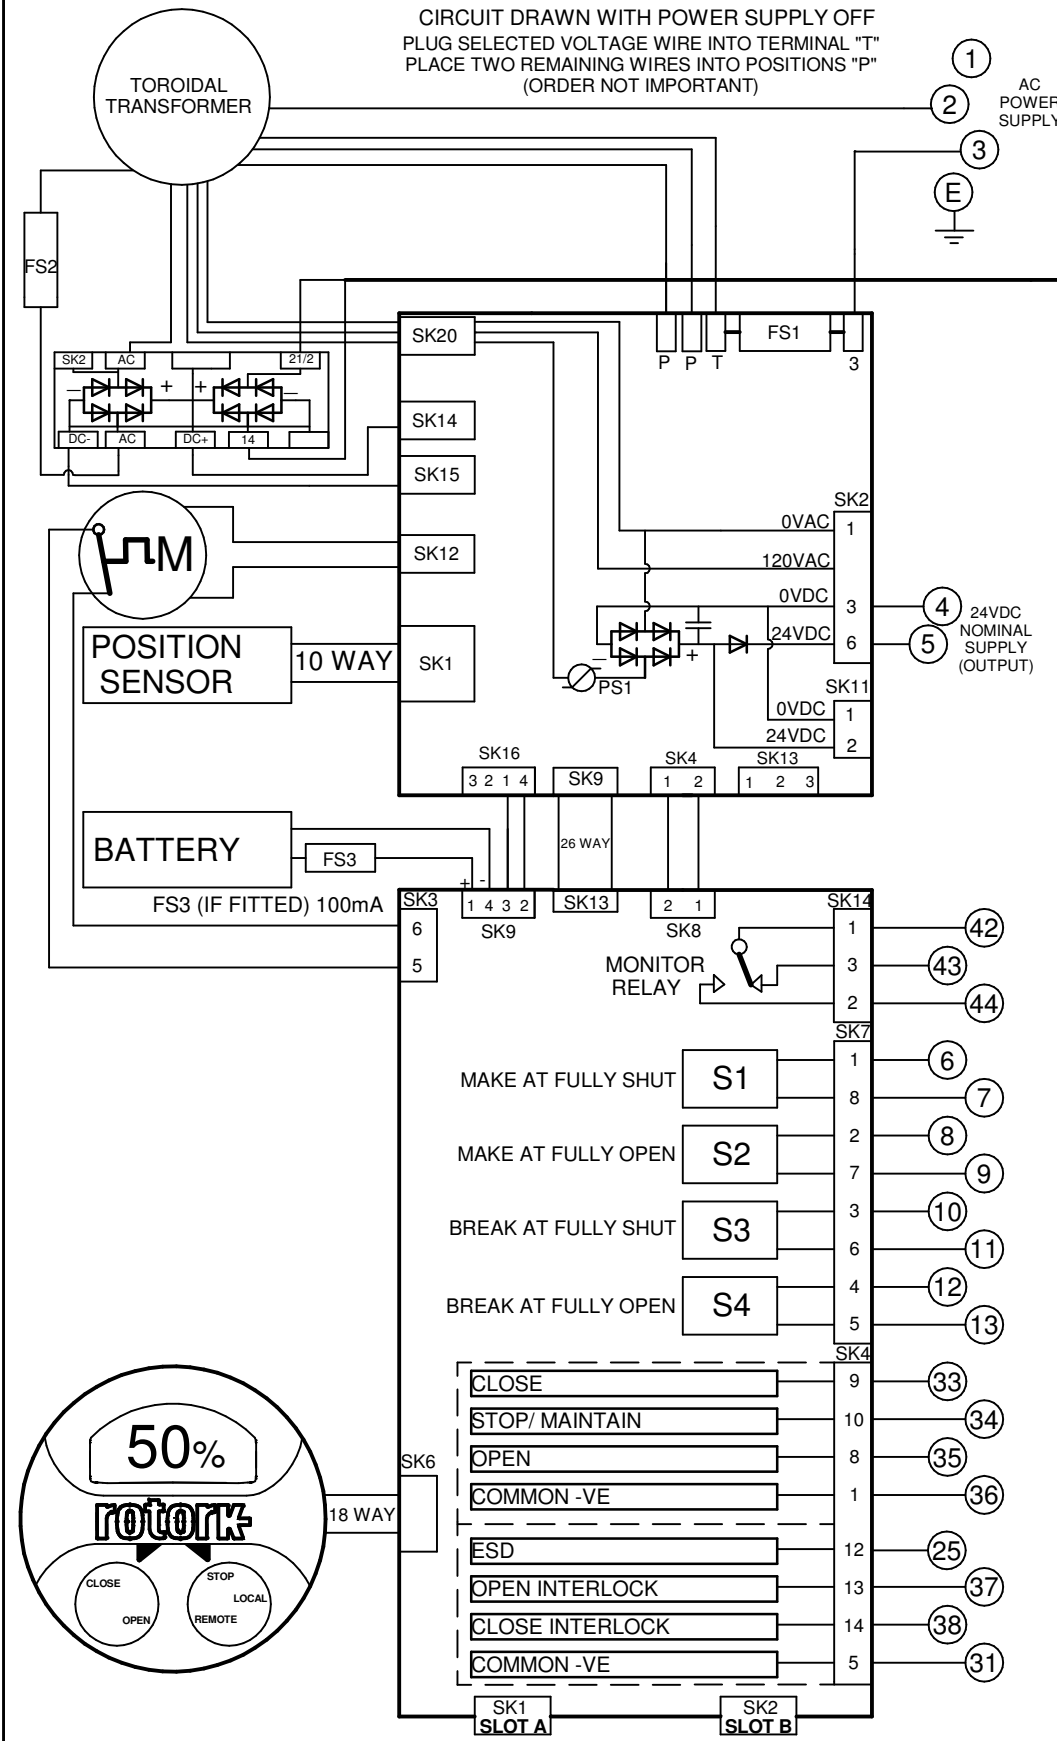 CIRCUIT DRAWN WITH POWER SUPPLY OFF
PLUG SELECTED VOLTAGE WIRE INTO TERMINAL "T"
PLACE TWO REMAINING WIRES INTO POSITIONS "P"
(ORDER NOT IMPORTANT)
TOROIDAL
TRANSFORMER
1
2
AC
POWER
SUPPLY
3
E
FS2
SK20
P P T
FS1
3
SK2
AC
21/2
− + + −
DC-
AC
DC+
14
SK14
SK15
SK12
M
SK2
0VAC
1
120VAC
0VDC
3
4
24VDC
6
5
24VDC
NOMINAL
SUPPLY
(OUTPUT)
− +
PS1
POSITION
SENSOR
10 WAY
SK1
SK11
0VDC
1
24VDC
2
SK16
3 2 1 4
SK9
SK4
1 2
SK13
1 2 3
BATTERY
FS3
26 WAY
FS3 (IF FITTED) 100mA
+ -
SK3
6
5
1 4 3 2
SK9
SK13
2 1
SK8
SK14
MONITOR
RELAY
1
42
3
43
2
44
SK7
MAKE AT FULLY SHUT
S1
1
6
8
7
MAKE AT FULLY OPEN
S2
2
8
7
9
BREAK AT FULLY SHUT
S3
3
10
6
11
BREAK AT FULLY OPEN
S4
4
12
5
13
SK4
CLOSE
9
33
STOP/ MAINTAIN
10
34
OPEN
8
35
COMMON -VE
1
36
ESD
12
25
OPEN INTERLOCK
13
37
CLOSE INTERLOCK
14
38
COMMON -VE
5
31
50%
rotork
CLOSE
OPEN
STOP
LOCAL
REMOTE
18 WAY
SK6
SK1
SLOT A
SK2
SLOT B